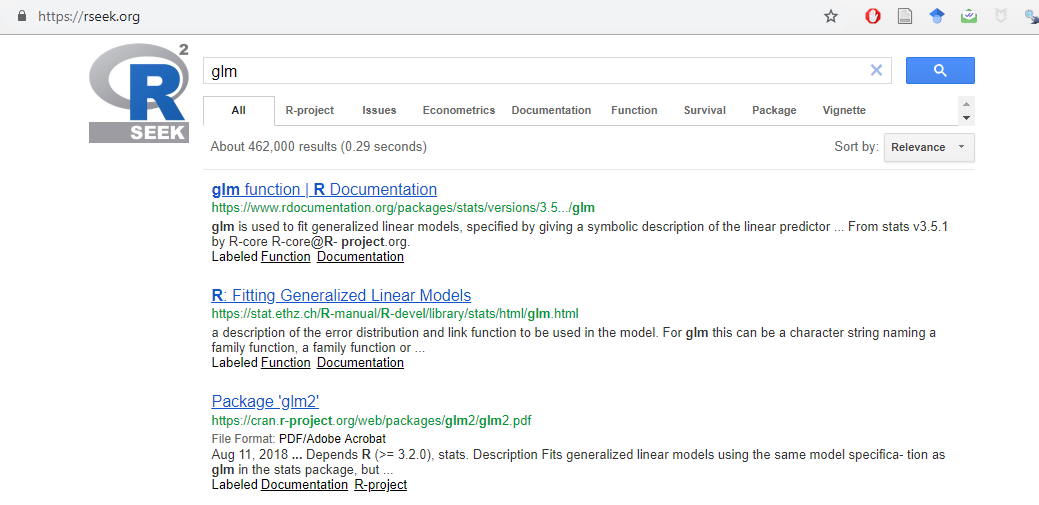 https://rseek.org
R 2
SEEK
glm
All R-project Issues Econometrics Documentation Function Survival Package Vignette
About 462,000 results (0.29 seconds) Sort by: Relevance
glm function | R Documentation
https://www.rdocumentation.org/packages/stats/versions/3.5.../glm
glm is used to fit generalized linear models, specified by giving a symbolic description of the linear predictor ... From stats v3.5.1
by R-core R-core@R- project.org.
Labeled Function Documentation
R: Fitting Generalized Linear Models
https://stat.ethz.ch/R-manual/R-devel/library/stats/html/glm.html
a description of the error distribution and link function to be used in the model. For glm this can be a character string naming a
family function, a family function or ...
Labeled Function Documentation
Package 'glm2'
https://cran.r-project.org/web/packages/glm2/glm2.pdf
File Format: PDF/Adobe Acrobat
Aug 11, 2018 ... Depends R (>= 3.2.0), stats. Description Fits generalized linear models using the same model specifica- tion as
glm in the stats package, but ...
Labeled Documentation R-project